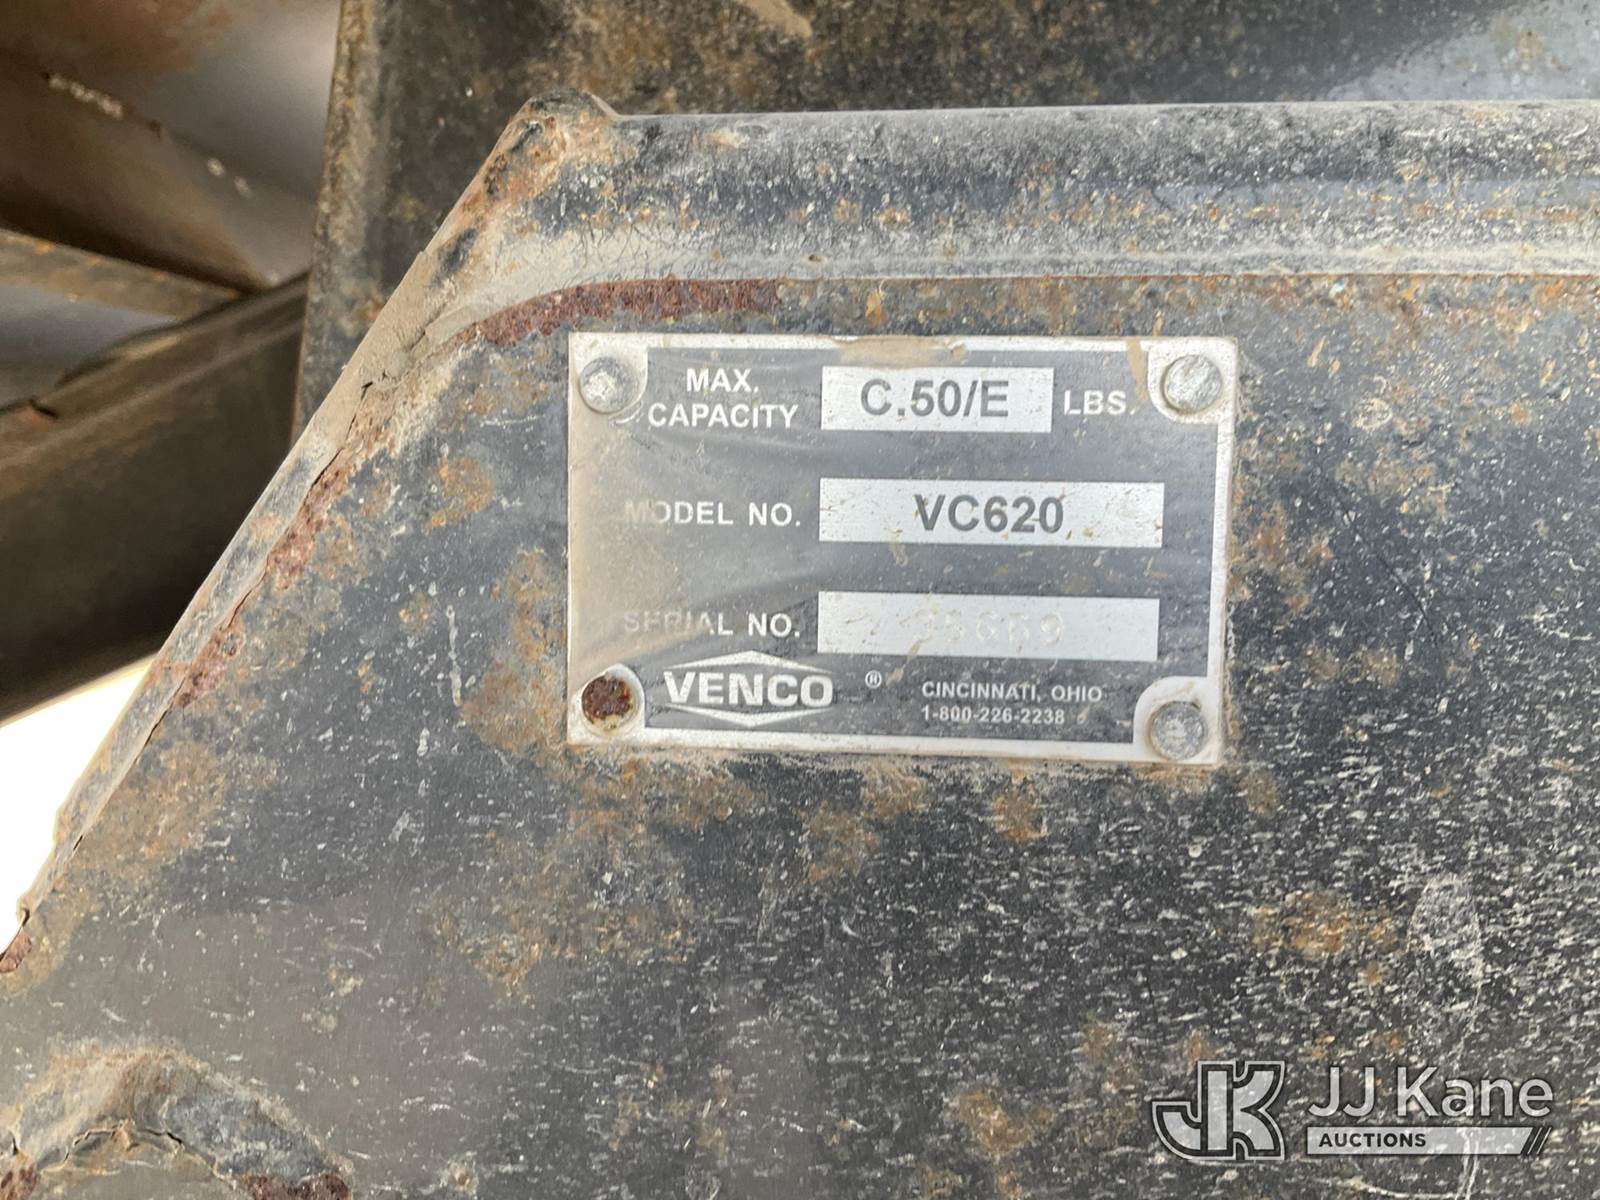 MAX. CAPACITY C.50/E LBS.
MODEL NO. VC620
SERIAL NO.
VENCO ® CINCINNATI, OHIO
1-800-226-2238
JK JJ Kane
AUCTIONS